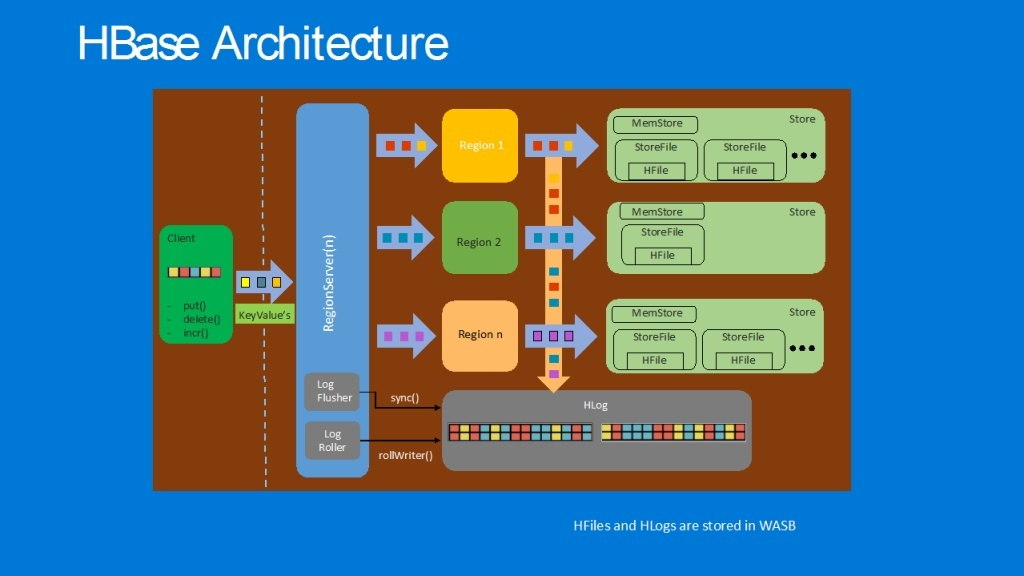 HBase Architecture
Client
- put()
- delete()
- incr()
KeyValue's
RegionServer(n)
Log
Flusher
Log
Roller
sync()
rollWriter()
Region 1
Region 2
Region n
MemStore
Store
StoreFile
HFile
StoreFile
HFile
MemStore
Store
StoreFile
HFile
MemStore
Store
StoreFile
HFile
StoreFile
HFile
HLog
HFiles and HLogs are stored in WASB